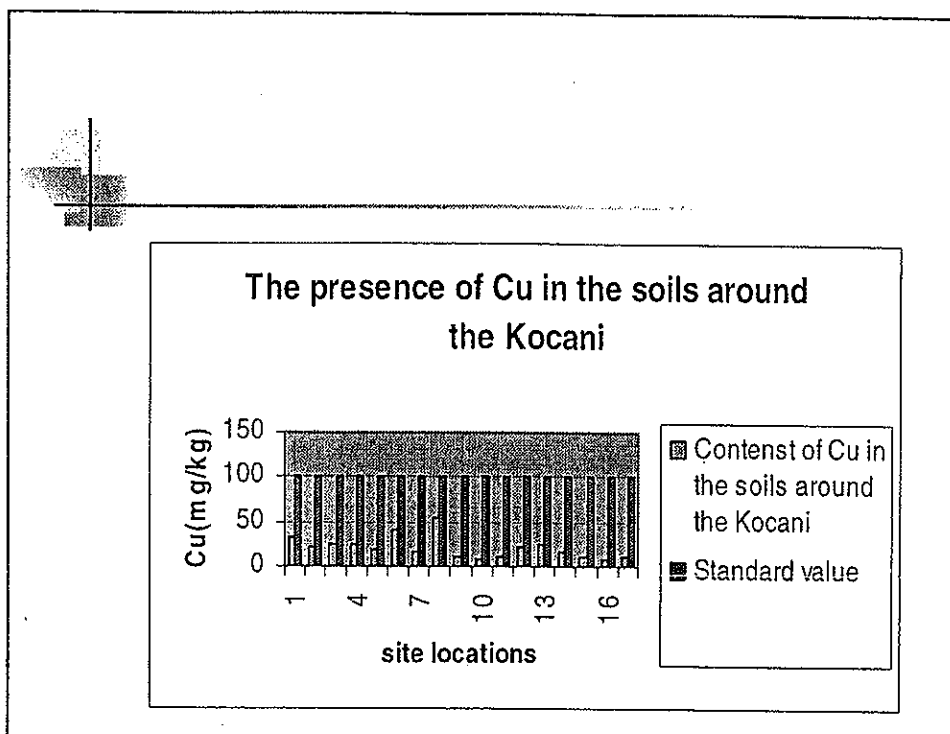 The presence of Cu in the soils around
the Kocani
Cu(mg/kg)
150
100
50
0
1
4
7
10
13
16
site locations
Contenst of Cu in
the soils around
the Kocani
Standard value